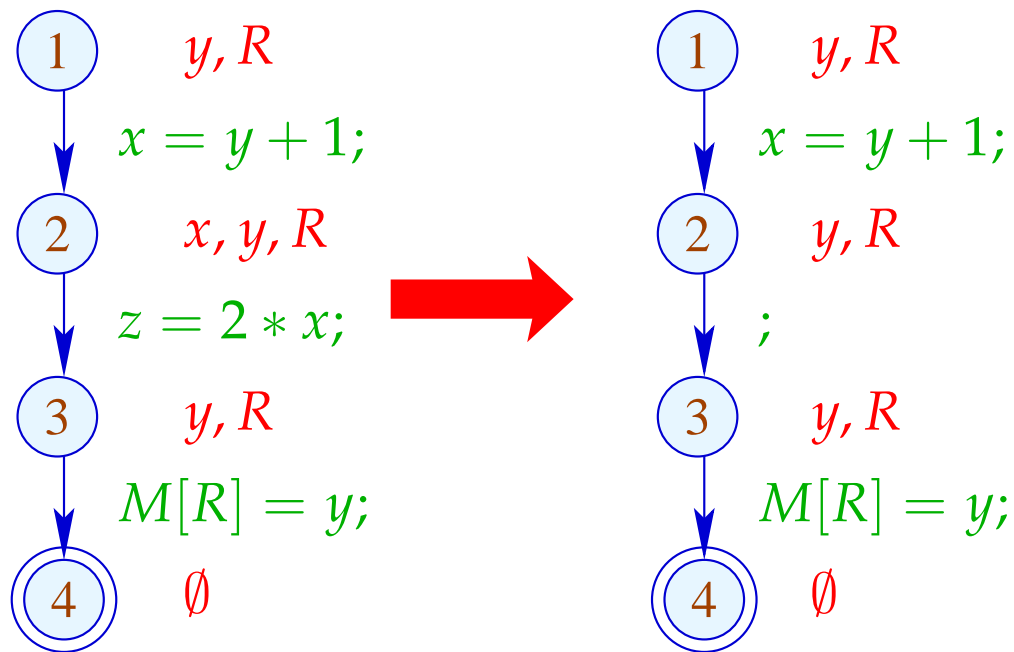 1 y, R
x = y + 1;
2 x, y, R
z = 2 ∗ x;
3 y, R
M[R] = y;
4 ∅
1 y, R
x = y + 1;
2 y, R
;
3 y, R
M[R] = y;
4 ∅